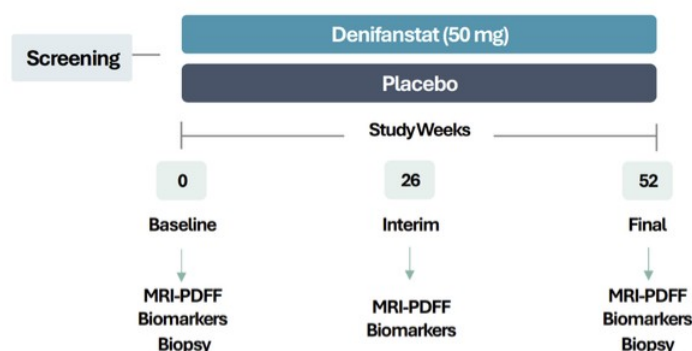 Denifanstat (50 mg)
Screening
Placebo
Study Weeks
0
26
52
Baseline
Interim
Final
MRI-PDFF
Biomarkers
Biopsy
MRI-PDFF
Biomarkers
MRI-PDFF
Biomarkers
Biopsy